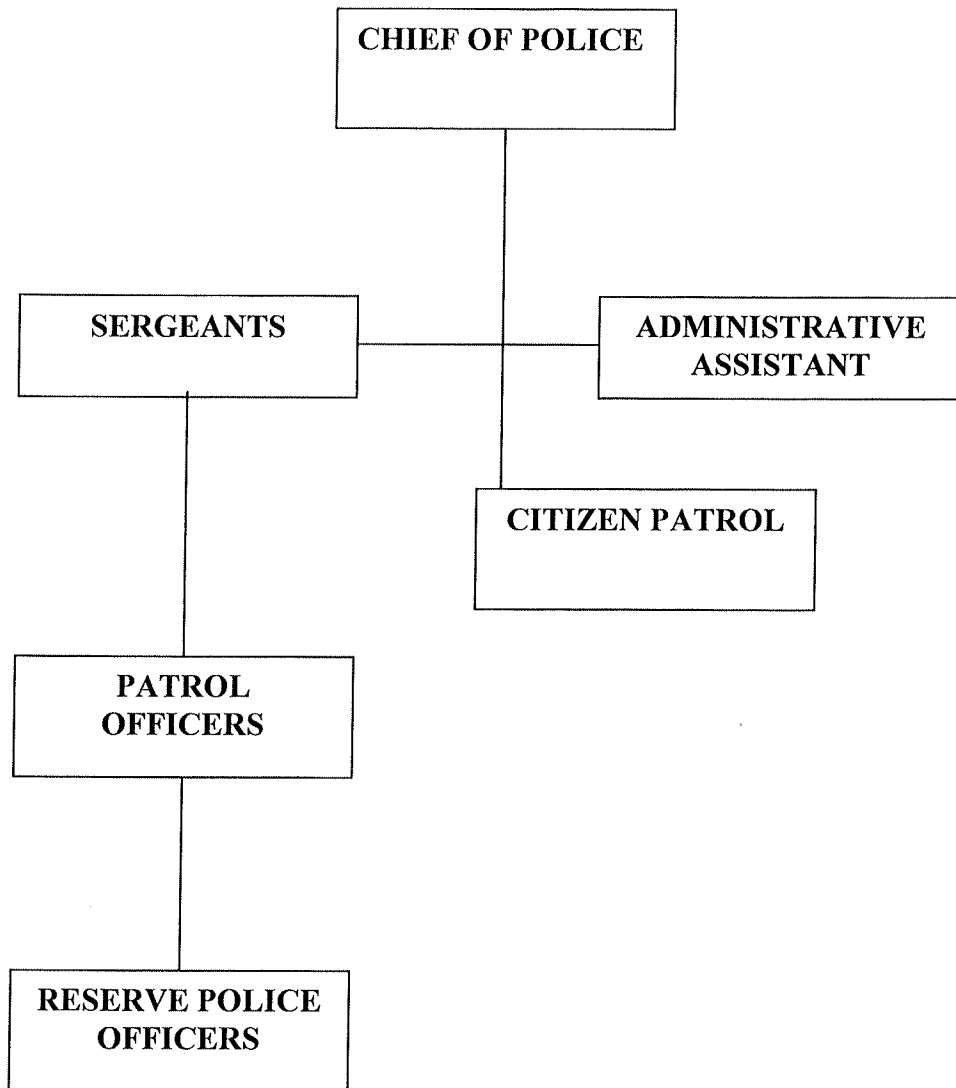 CHIEF OF POLICE
SERGEANTS
ADMINISTRATIVE
ASSISTANT
CITIZEN PATROL
PATROL
OFFICERS
RESERVE POLICE
OFFICERS